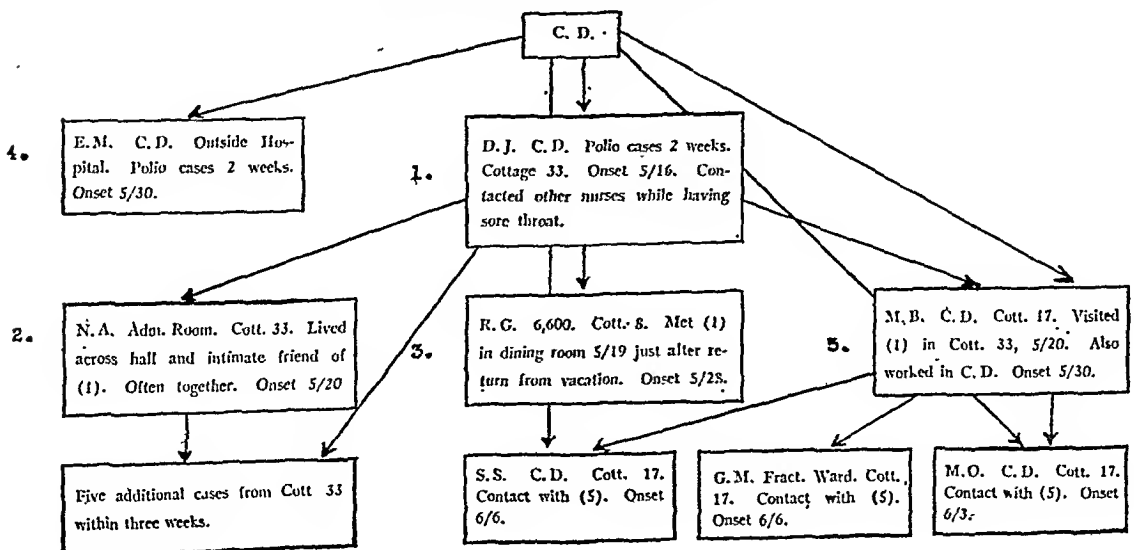 C. D.
4.
E.M. C.D. Outside Hos-
pital. Polio cases 2 weeks.
Onset 5/30.
1.
D.J. C.D. Polio cases 2 weeks.
Cottage 33. Onset 5/16. Con-
tacted other nurses while having
sore throat.
2.
N.A. Adm. Room. Cott. 33. Lived
across hall and intimate friend of
(1). Often together. Onset 5/20
3.
R.G. 6,600. Cott. 8. Met (1)
in dining room 5/19 just after re-
turn from vacation. Onset 5/28.
5.
M.B. C.D. Cott. 17. Visited
(1) in Cott. 33, 5/20. Also
worked in C.D. Onset 5/30.
Five additional cases from Cott 33
within three weeks.
S.S. C.D. Cott. 17.
Contact with (5). Onset
6/6.
G.M. Fract. Ward. Cott.
17. Contact with (5).
Onset 6/6.
M.O. C.D. Cott. 17.
Contact with (5). Onset
6/3.